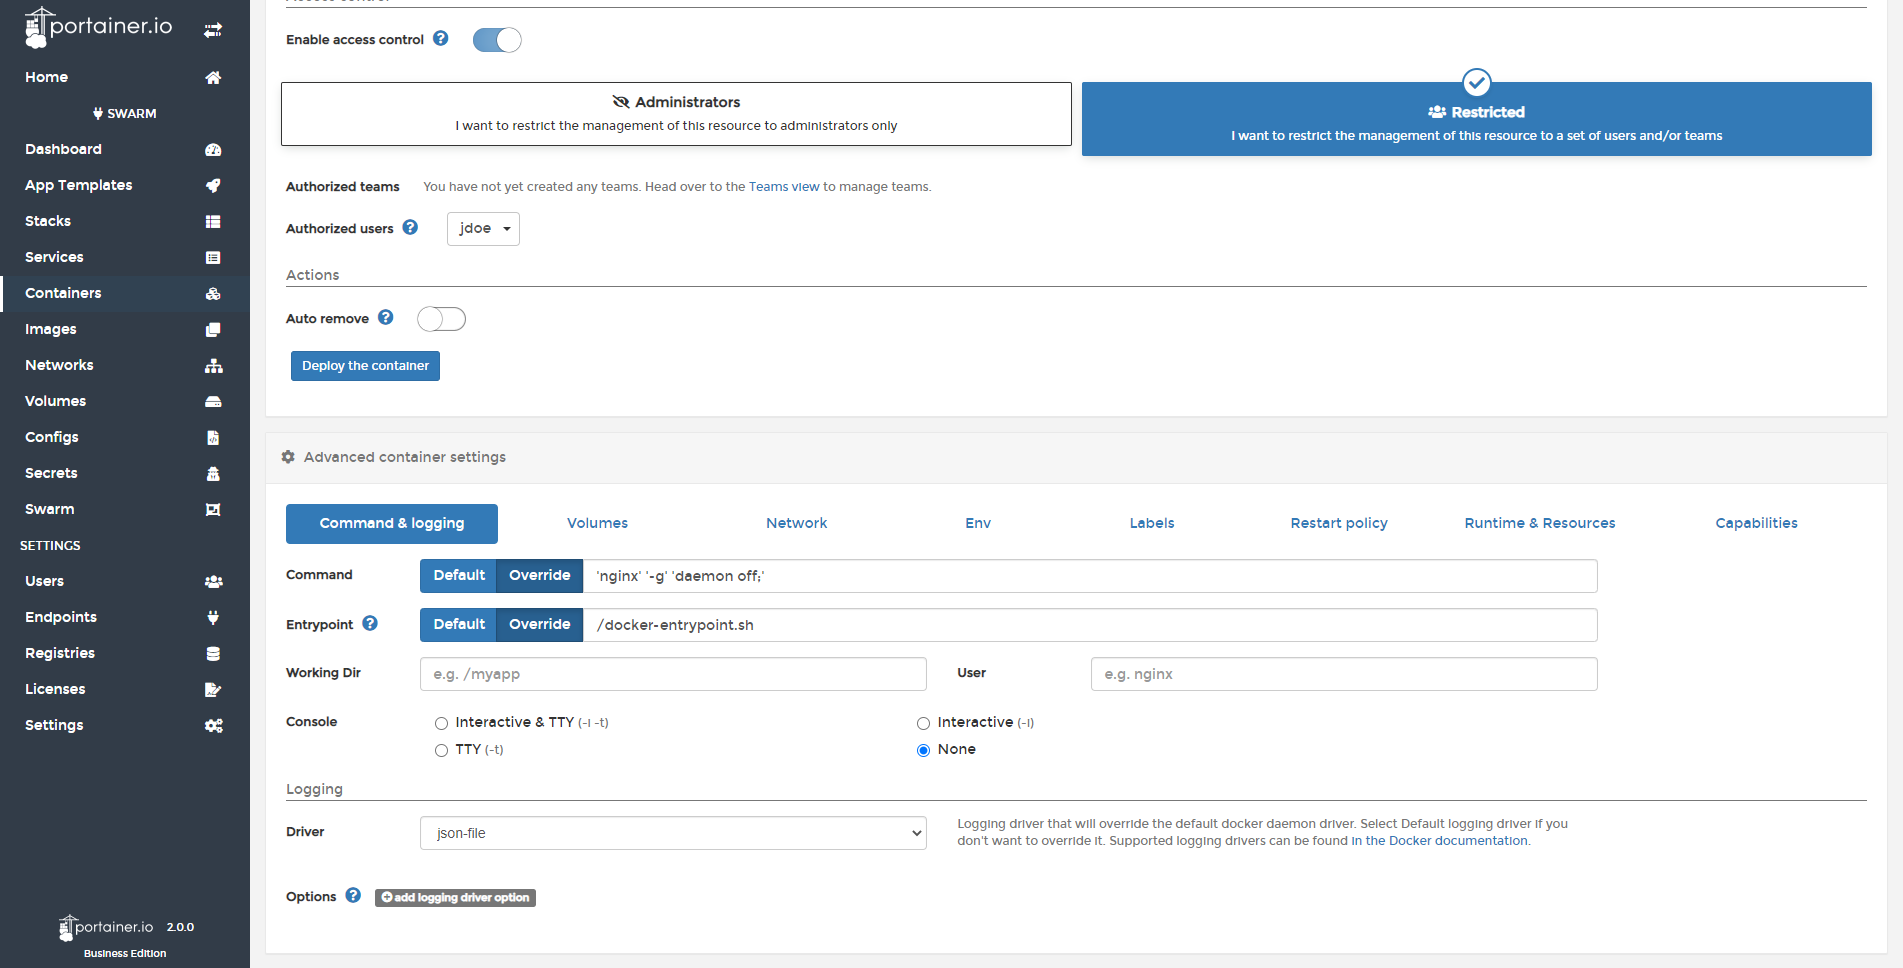 portainer.io
Home
SWARM
Dashboard
App Templates
Stacks
Services
Containers
Images
Networks
Volumes
Configs
Secrets
Swarm
SETTINGS
Users
Endpoints
Registries
Licenses
Settings
portainer.io 2.0.0
Business Edition
Access control
Enable access control
Administrators
I want to restrict the management of this resource to administrators only
Restricted
I want to restrict the management of this resource to a set of users and/or teams
Authorized teams You have not yet created any teams. Head over to the Teams view to manage teams.
Authorized users jdoe
Actions
Auto remove
Deploy the container
Advanced container settings
Command & logging Volumes Network Env Labels Restart policy Runtime & Resources Capabilities
Command Default Override 'nginx' '-g' 'daemon off;'
Entrypoint Default Override /docker-entrypoint.sh
Working Dir e.g. /myapp User e.g. nginx
Console Interactive & TTY (-i -t) Interactive (-i)
TTY (-t) None
Logging
Driver json-file Logging driver that will override the default docker daemon driver. Select Default logging driver if you
don't want to override it. Supported logging drivers can be found in the Docker documentation.
Options add logging driver option